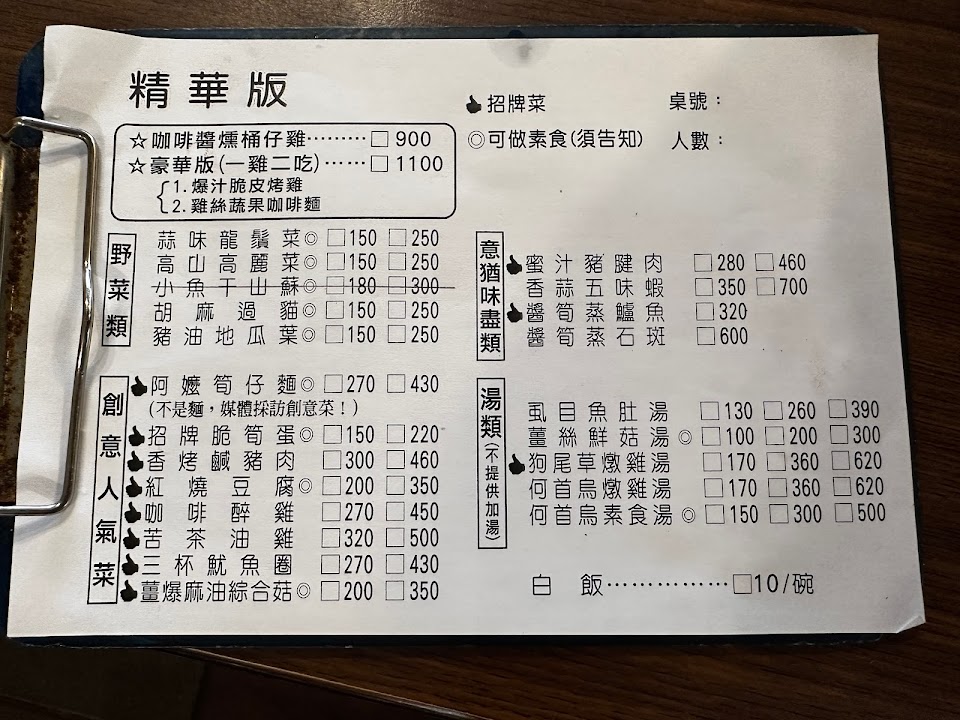 精華版
☆咖啡醬燻桶仔雞………□ 900
☆豪華版(一雞二吃)……□ 1100
1. 爆汁脆皮烤雞
2. 雞絲蔬果咖啡麵
招牌菜
桌號：
◎可做素食(須告知)
人數：
野菜類
蒜味龍鬚菜◎ □150 □250
高山高麗菜◎ □150 □250
小魚干山蘇◎ □180 □300
胡麻過貓◎ □150 □250
豬油地瓜葉◎ □150 □250
創意人氣菜
阿嬤筍仔麵◎ □270 □430
(不是麵，媒體採訪創意菜！)
招牌脆筍蛋◎ □150 □220
香烤鹹豬肉 □300 □460
紅燒豆腐◎ □200 □350
咖啡醉雞 □270 □450
苦茶油雞 □320 □500
三杯魷魚圈 □270 □430
薑爆麻油綜合菇◎ □200 □350
意猶味盡類
蜜汁豬腱肉 □280 □460
香蒜五味蝦 □350 □700
醬筍蒸鱸魚 □320
醬筍蒸石斑 □600
湯類(不提供加湯)
虱目魚肚湯 □130 □260 □390
薑絲鮮菇湯◎ □100 □200 □300
狗尾草燉雞湯 □170 □360 □620
何首烏燉雞湯 □170 □360 □620
何首烏素食湯◎ □150 □300 □500
白飯……………□10/碗